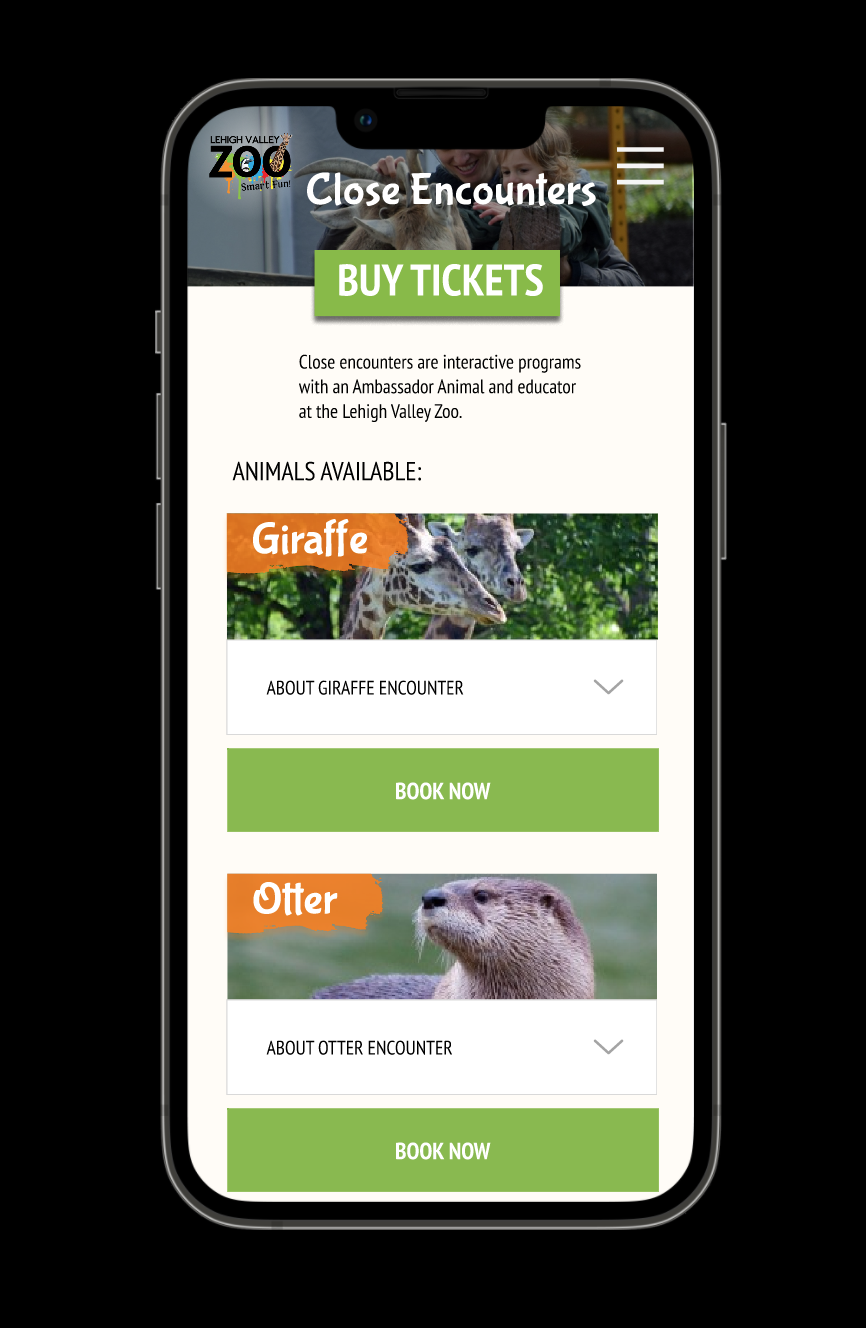 LEHIGH VALLEY
ZOO
Smart Fun!
Close Encounters
BUY TICKETS
Close encounters are interactive programs
with an Ambassador Animal and educator
at the Lehigh Valley Zoo.
ANIMALS AVAILABLE:
Giraffe
ABOUT GIRAFFE ENCOUNTER
BOOK NOW
Otter
ABOUT OTTER ENCOUNTER
BOOK NOW